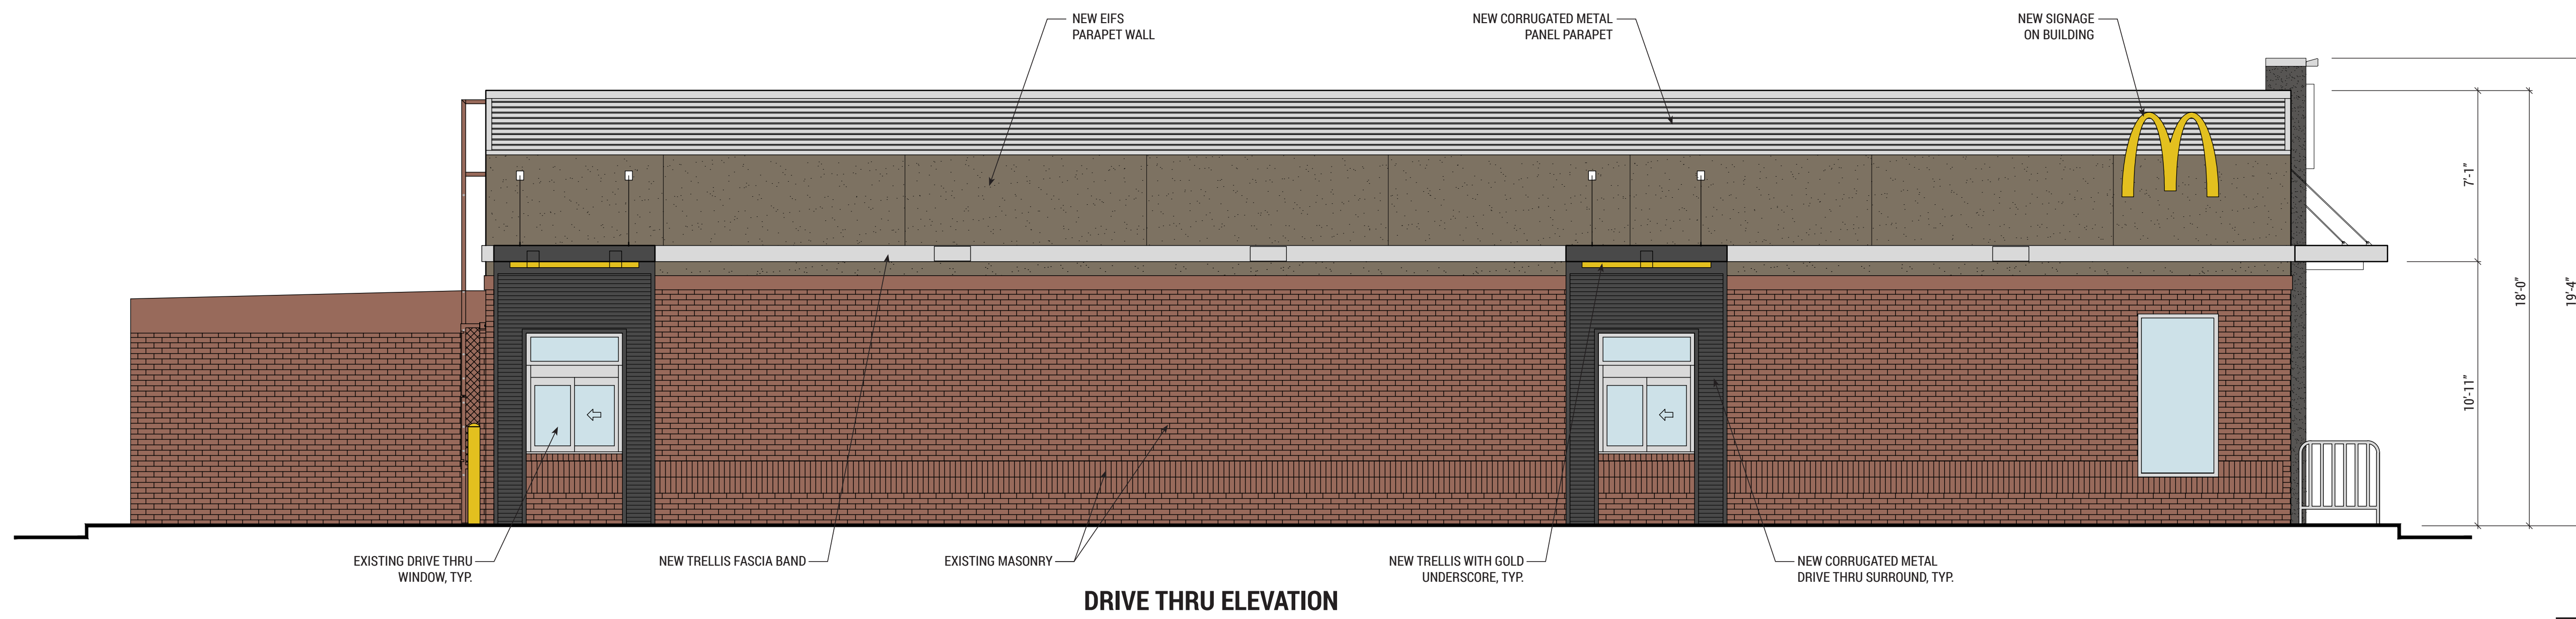 NEW EIFS
PARAPET WALL
NEW CORRUGATED METAL
PANEL PARAPET
NEW SIGNAGE
ON BUILDING
7'-1"
18'-0"
19'-4"
10'-11"
EXISTING DRIVE THRU
WINDOW, TYP.
NEW TRELLIS FASCIA BAND
EXISTING MASONRY
NEW TRELLIS WITH GOLD
UNDERSCORE, TYP.
NEW CORRUGATED METAL
DRIVE THRU SURROUND, TYP.
DRIVE THRU ELEVATION